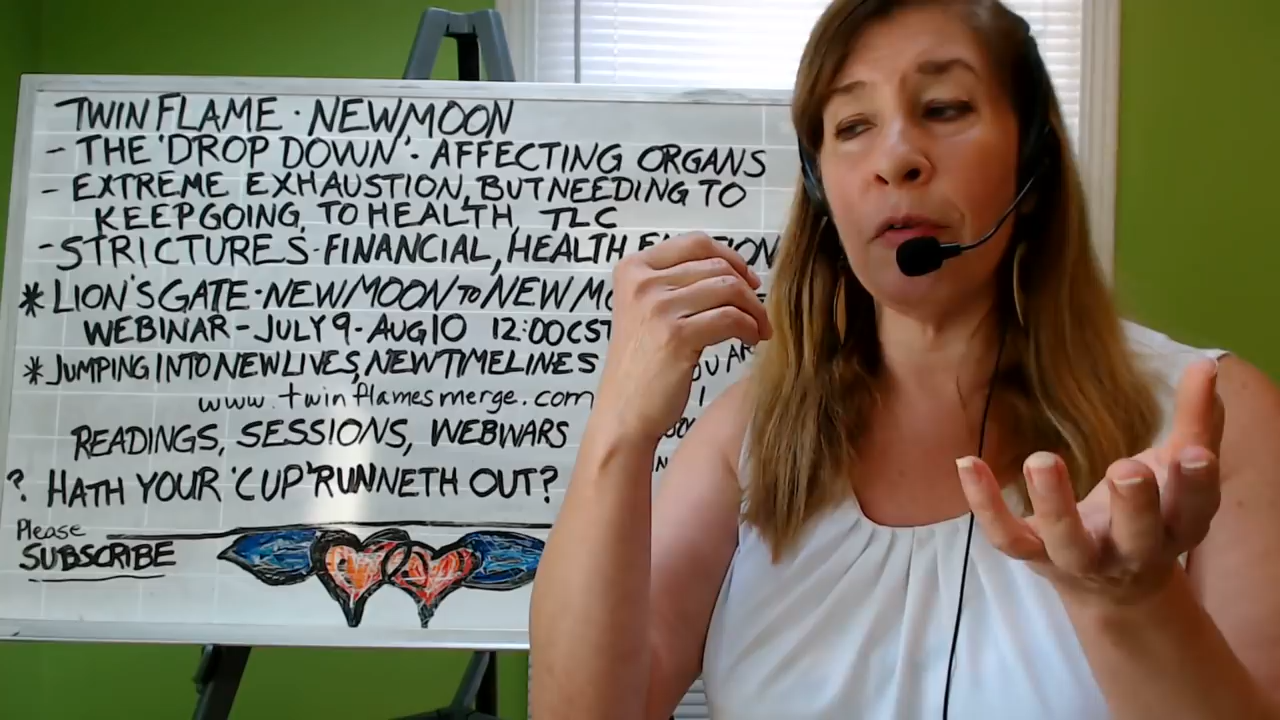 TWIN FLAME · NEW MOON
- THE 'DROP DOWN' · AFFECTING ORGANS
- EXTREME EXHAUSTION, BUT NEEDING TO
KEEP GOING, TO HEALTH, TLC
- STRICTURES - FINANCIAL, HEALTH
* LION'S GATE · NEW MOON TO NEW
WEBINAR - JULY 9 - AUG 10 12:00 CST
* JUMPING INTO NEW LIVES, NEW TIMELINES
www.twinflamesmerge.com
READINGS, SESSIONS, WEBWARS
? HATH YOUR 'CUP' RUNNETH OUT?
Please
SUBSCRIBE